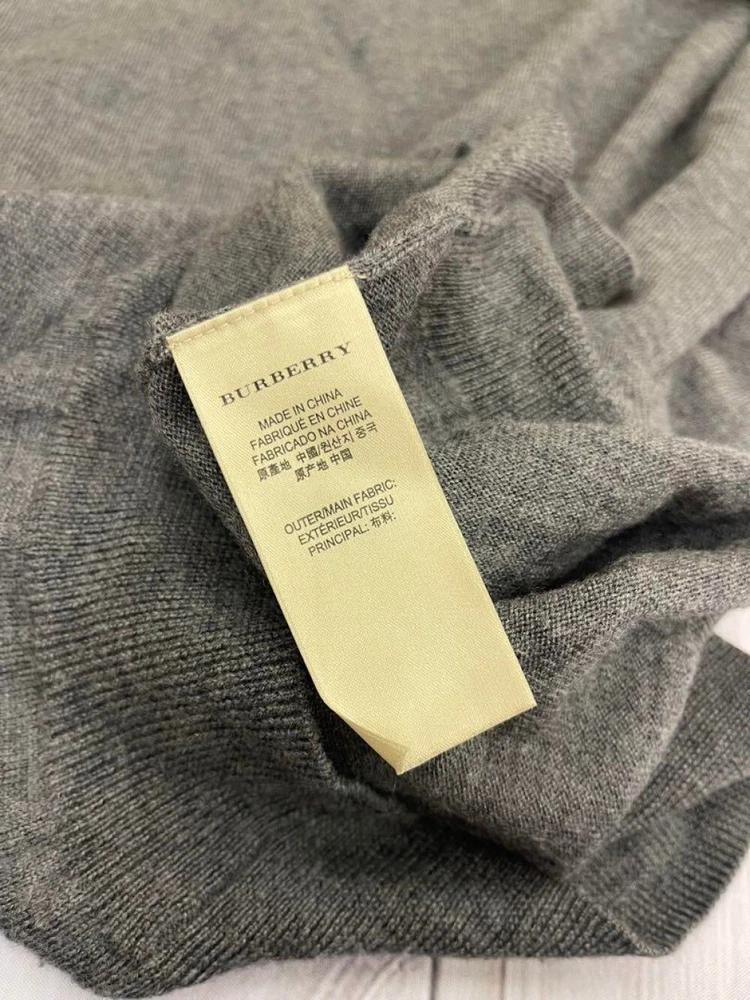 BURBERRY
MADE IN CHINA
FABRIQUÉ EN CHINE
FABRICADO NA CHINA
原產地 中國/원산지 중국
原产地 中国
OUTER/MAIN FABRIC:
EXTÉRIEUR/TISSU
PRINCIPAL: 布料: